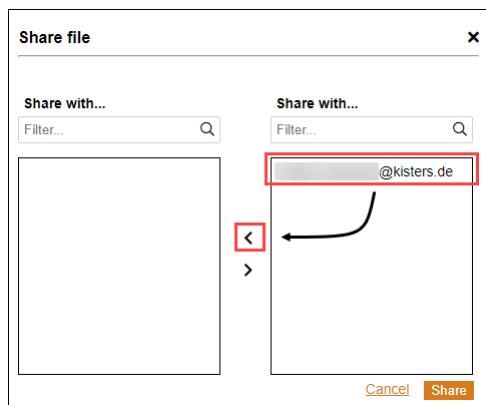 Share file
Share with...
Share with...
Filter...
Filter...
@kisters.de
Cancel
Share